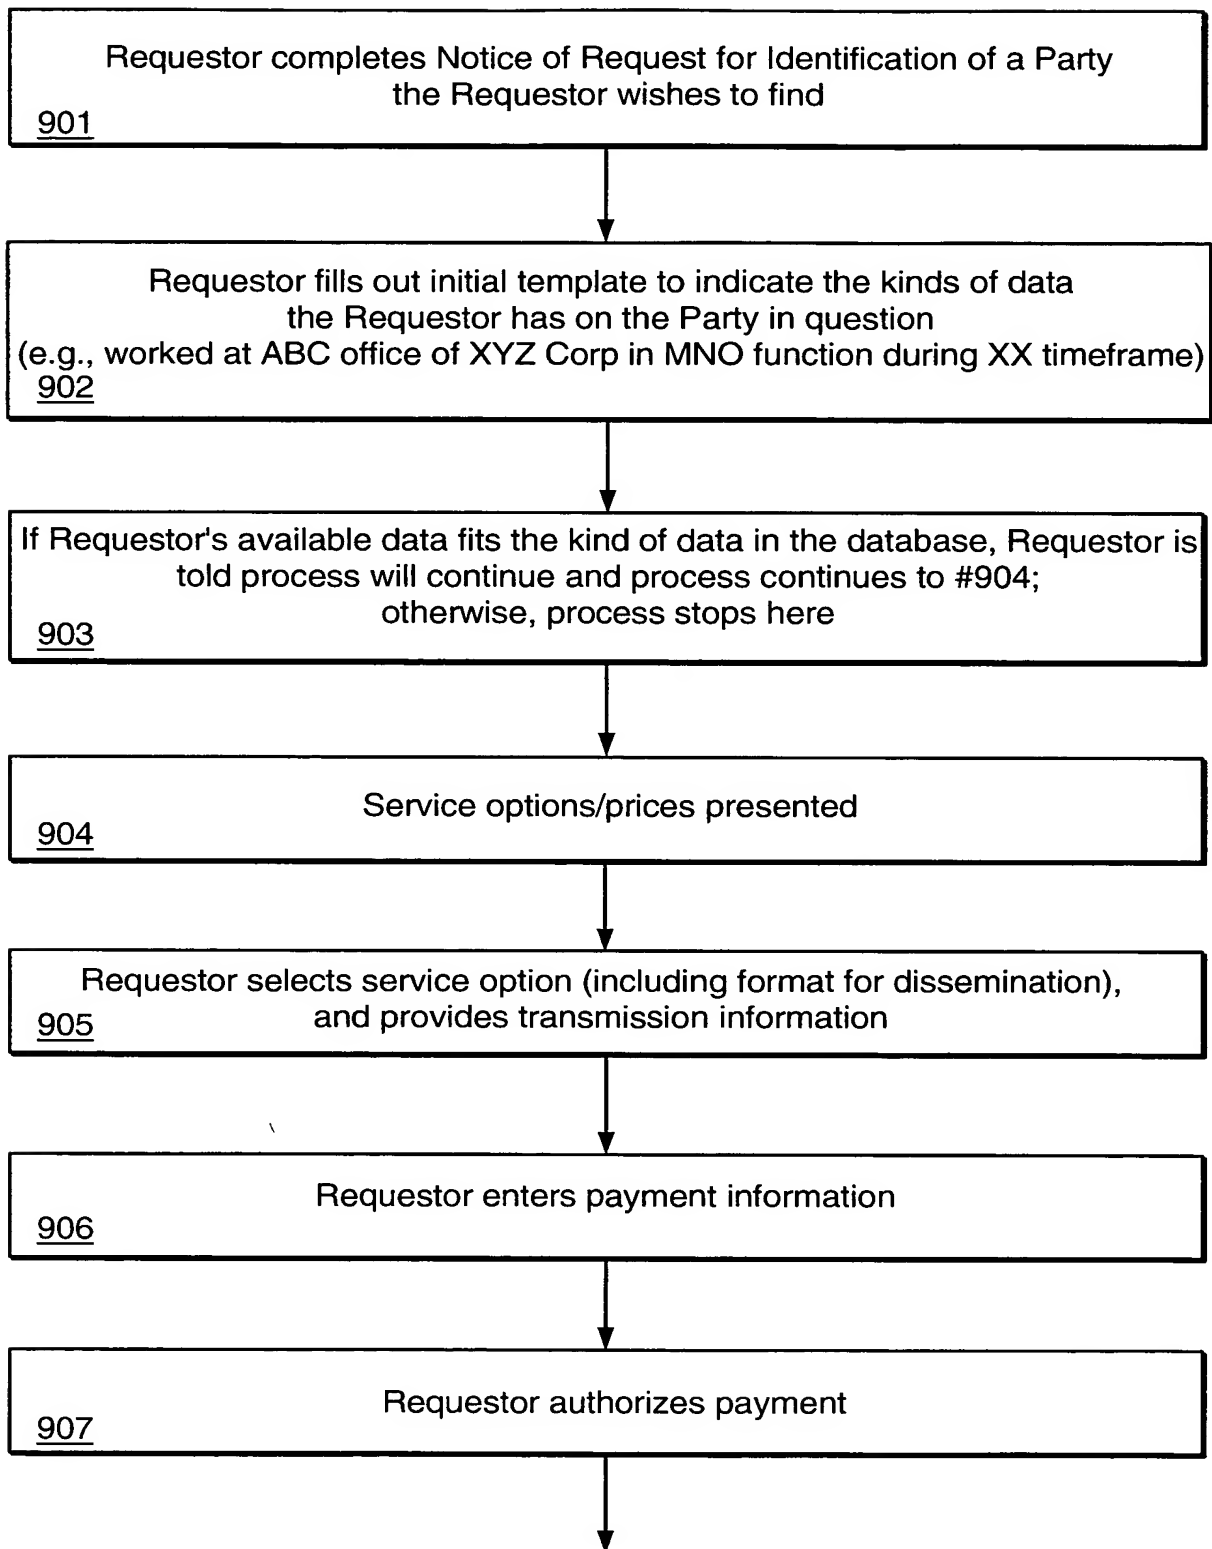 Requestor completes Notice of Request for Identification of a Party
the Requestor wishes to find
901
Requestor fills out initial template to indicate the kinds of data
the Requestor has on the Party in question
(e.g., worked at ABC office of XYZ Corp in MNO function during XX timeframe)
902
If Requestor's available data fits the kind of data in the database, Requestor is
told process will continue and process continues to #904;
otherwise, process stops here
903
Service options/prices presented
904
Requestor selects service option (including format for dissemination),
and provides transmission information
905
Requestor enters payment information
906
Requestor authorizes payment
907